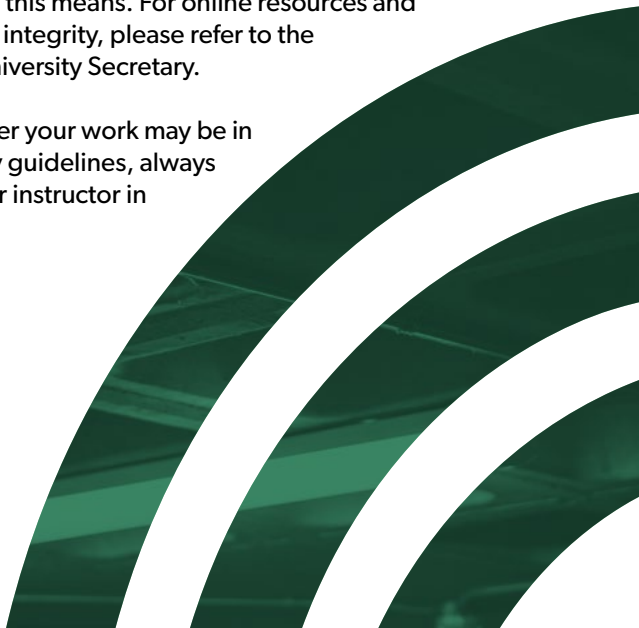 this means. For online resources and
integrity, please refer to the
iversity Secretary.
er your work may be in
guidelines, always
r instructor in